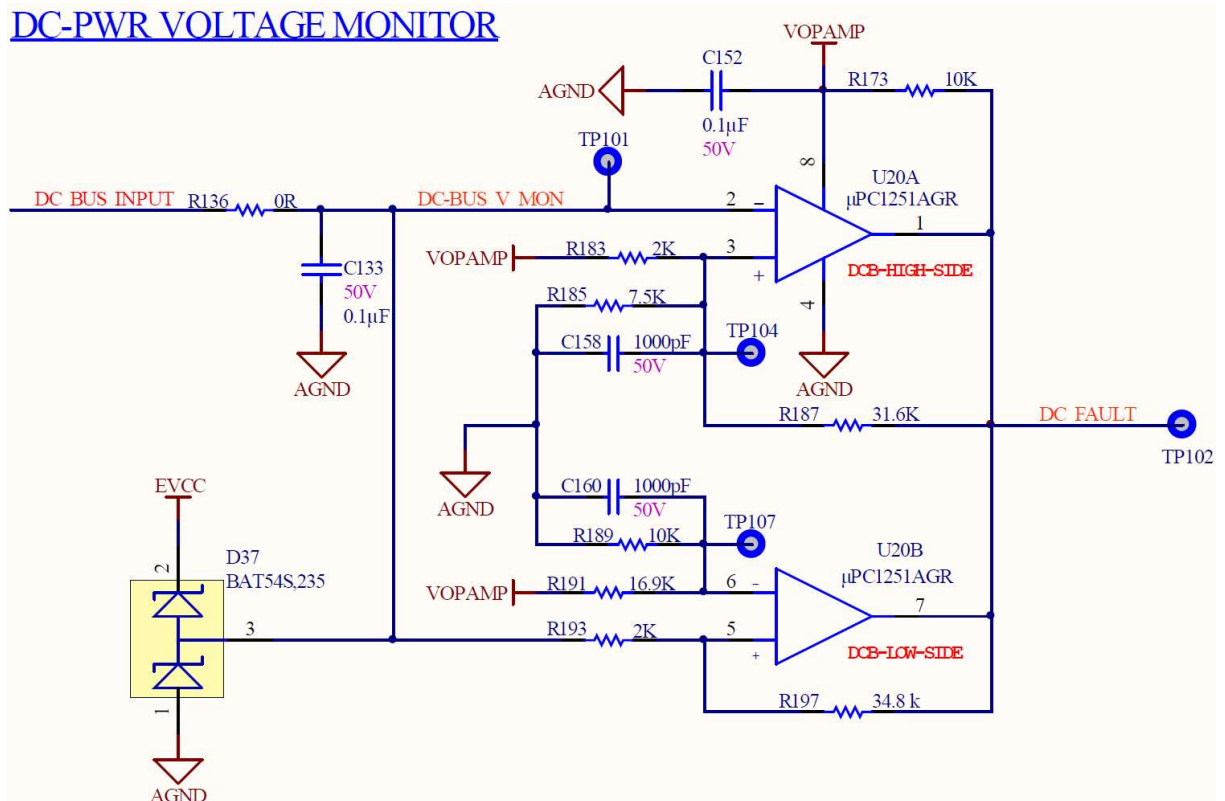 DC-PWR VOLTAGE MONITOR
VOPAMP
C152
R173 10K
AGND
0.1µF
50V
TP101
8
U20A
µPC1251AGR
DC BUS INPUT R136 0R DC-BUS V MON 2 −
1
R183 2K 3
VOPAMP
+
DCB-HIGH-SIDE
C133
50V
0.1µF
R185 7.5K
4
TP104
C158 1000pF
50V
AGND
AGND
R187 31.6K
DC FAULT
TP102
AGND
EVCC
C160 1000pF
50V
TP107
R189 10K
U20B
µPC1251AGR
D37
BAT54S,235
2
VOPAMP R191 16.9K 6 -
7
3
R193 2K 5
+
DCB-LOW-SIDE
R197 34.8 k
1
AGND